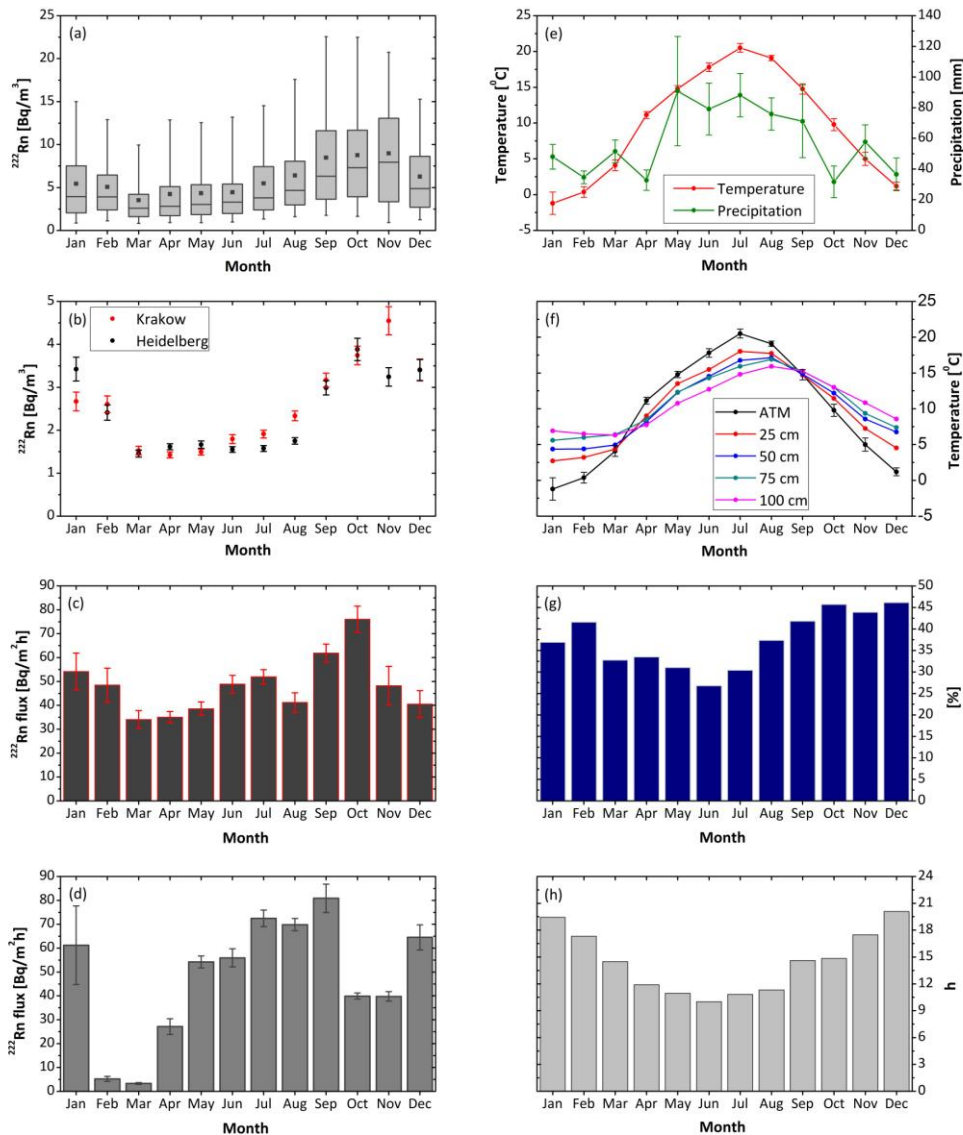 (a)
²²²Rn [Bq/m³]
25
20
15
10
5
0
Jan Feb Mar Apr May Jun Jul Aug Sep Oct Nov Dec
Month
(e)
Temperature [⁰C]
25
20
15
10
5
0
-5
Precipitation [mm]
140
120
100
80
60
40
20
0
Temperature
Precipitation
Jan Feb Mar Apr May Jun Jul Aug Sep Oct Nov Dec
Month
(b)
Krakow
Heidelberg
²²²Rn [Bq/m³]
5
4
3
2
1
0
Jan Feb Mar Apr May Jun Jul Aug Sep Oct Nov Dec
Month
(f)
Temperature [⁰C]
25
20
15
10
5
0
-5
ATM
25 cm
50 cm
75 cm
100 cm
Jan Feb Mar Apr May Jun Jul Aug Sep Oct Nov Dec
Month
(c)
²²²Rn flux [Bq/m²h]
90
80
70
60
50
40
30
20
10
0
Jan Feb Mar Apr May Jun Jul Aug Sep Oct Nov Dec
Month
(g)
[%]
50
45
40
35
30
25
20
15
10
5
0
Jan Feb Mar Apr May Jun Jul Aug Sep Oct Nov Dec
Month
(d)
²²²Rn flux [Bq/m²h]
90
80
70
60
50
40
30
20
10
0
Jan Feb Mar Apr May Jun Jul Aug Sep Oct Nov Dec
Month
(h)
h
24
21
18
15
12
9
6
3
0
Jan Feb Mar Apr May Jun Jul Aug Sep Oct Nov Dec
Month